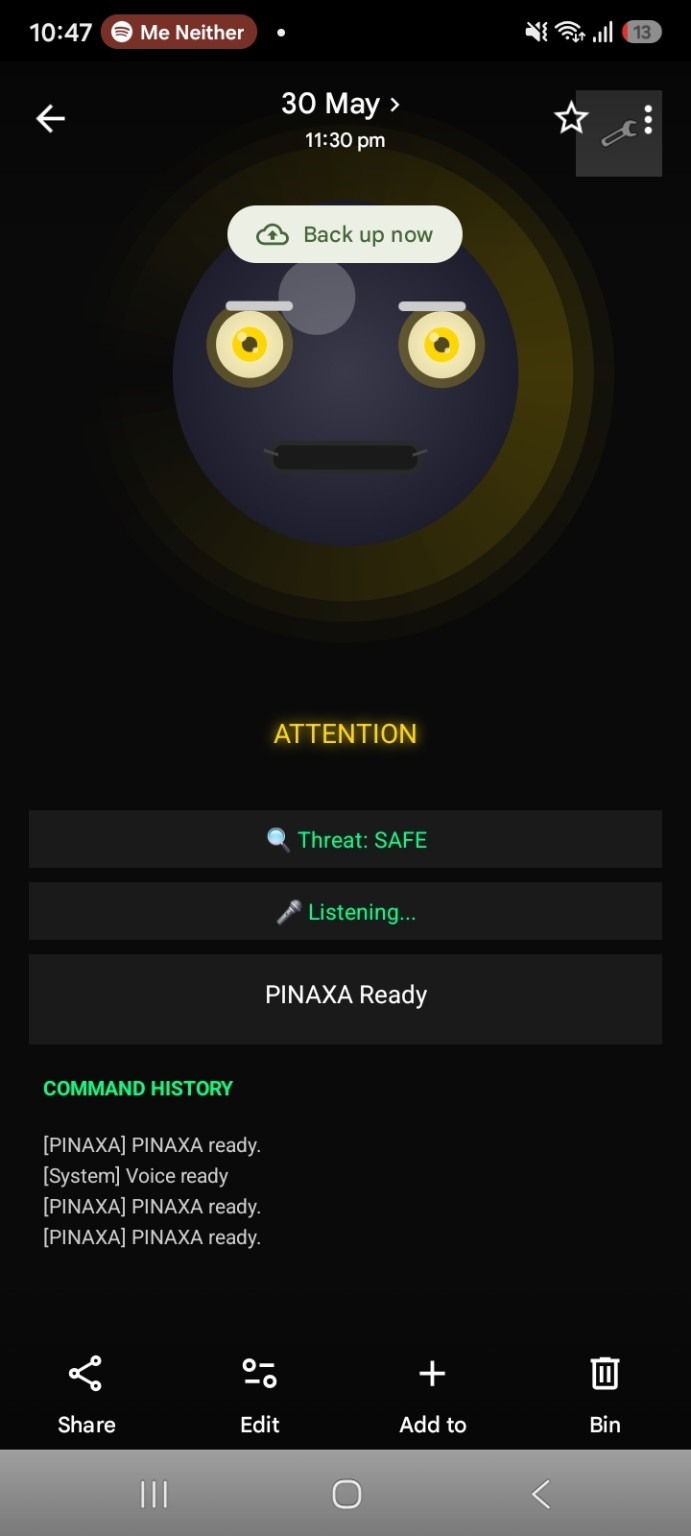 10:47 Me Neither 13
30 May
11:30 pm
Back up now
ATTENTION
Threat: SAFE
Listening...
PINAXA Ready
COMMAND HISTORY
[PINAXA] PINAXA ready.
[System] Voice ready
[PINAXA] PINAXA ready.
[PINAXA] PINAXA ready.
Share Edit Add to Bin